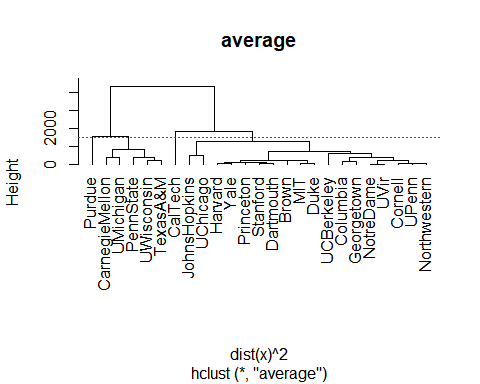 average
Height
2000
0
Purdue
CarnegieMellon
UMichigan
PennState
UWisconsin
TexasA&M
CalTech
JohnsHopkins
UChicago
Harvard
Yale
Princeton
Stanford
Dartmouth
Brown
MIT
Duke
UCBerkeley
Columbia
Georgetown
NotreDame
UVir
Cornell
UPenn
Northwestern
dist(x)^2
hclust (*, "average")